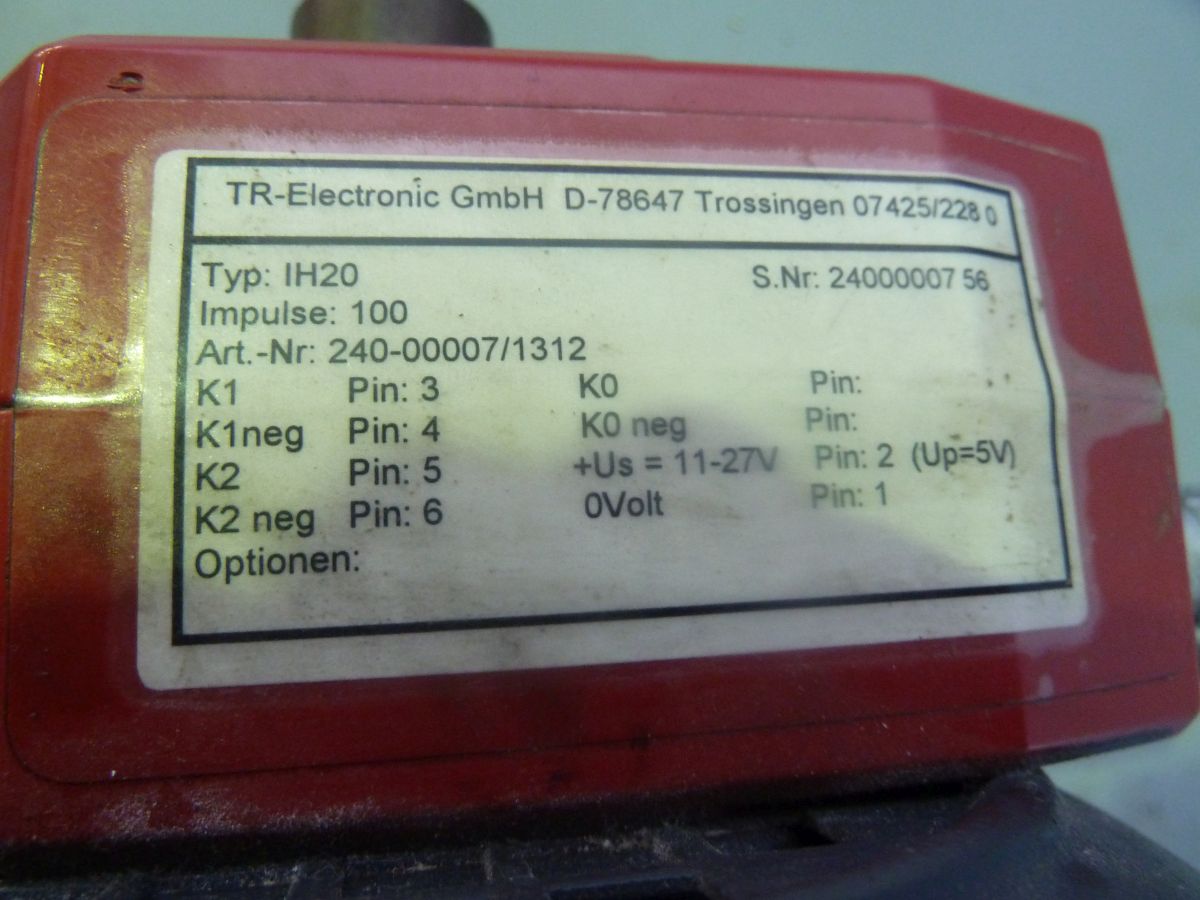 TR-Electronic GmbH D-78647 Trossingen 07425/228 0
Typ: IH20 S.Nr: 24000007 56
Impulse: 100
Art.-Nr: 240-00007/1312
K1 Pin: 3 K0 Pin:
K1neg Pin: 4 K0 neg Pin:
K2 Pin: 5 +Us = 11-27V Pin: 2 (Up=5V)
K2 neg Pin: 6 0Volt Pin: 1
Optionen: